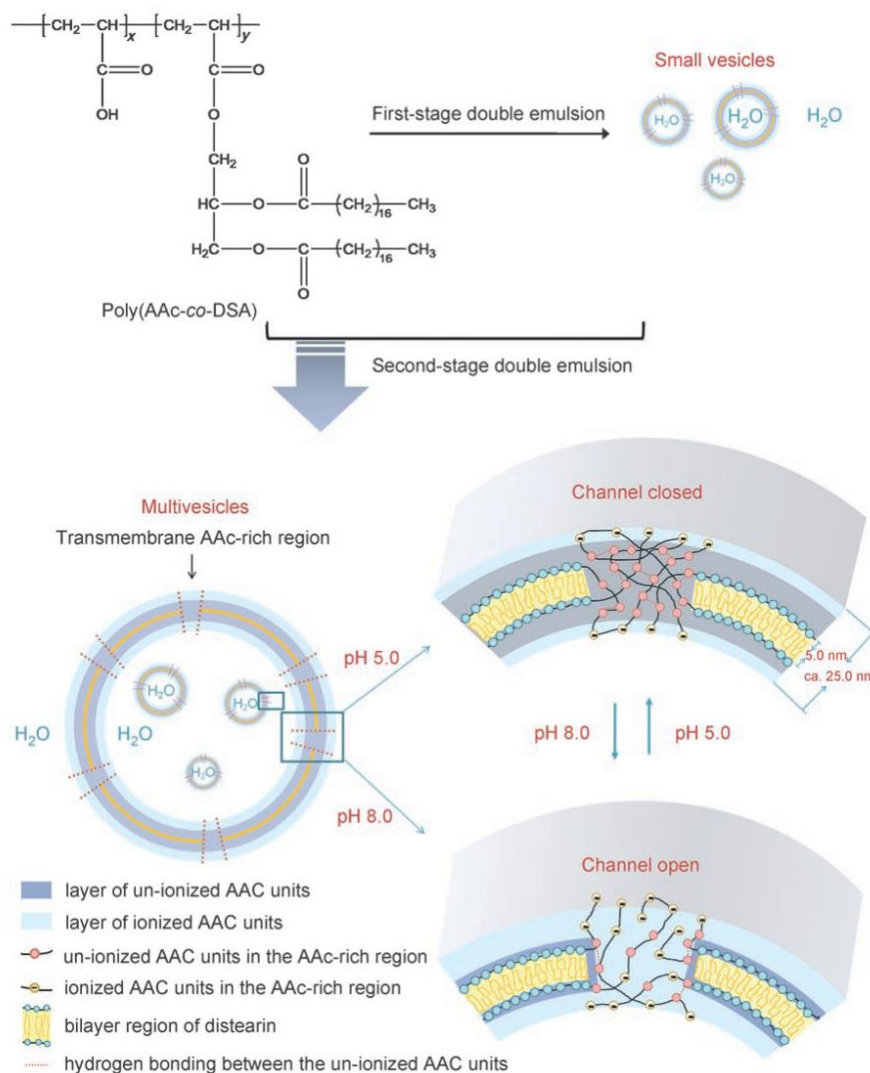 —[CH2—CH]x—[CH2—CH]y—
C=O C=O
OH O
CH2
HC—O—C—(CH2)16—CH3
O
H2C—O—C—(CH2)16—CH3
O
Poly(AAc-co-DSA)
First-stage double emulsion
Small vesicles
H2O H2O H2O
H2O
Second-stage double emulsion
Multivesicles
Transmembrane AAc-rich region
H2O H2O
H2O
H2O
H2O
pH 5.0
pH 8.0
Channel closed
5.0 nm
ca. 25.0 nm
pH 8.0 pH 5.0
Channel open
layer of un-ionized AAC units
layer of ionized AAC units
un-ionized AAC units in the AAc-rich region
ionized AAC units in the AAc-rich region
bilayer region of distearin
hydrogen bonding between the un-ionized AAC units